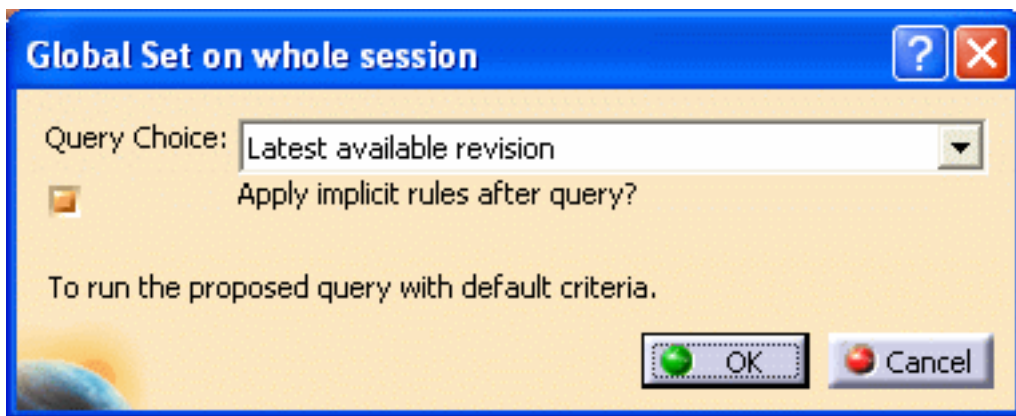 Global Set on whole session
?
Query Choice: Latest available revision
Apply implicit rules after query?
To run the proposed query with default criteria.
OK Cancel